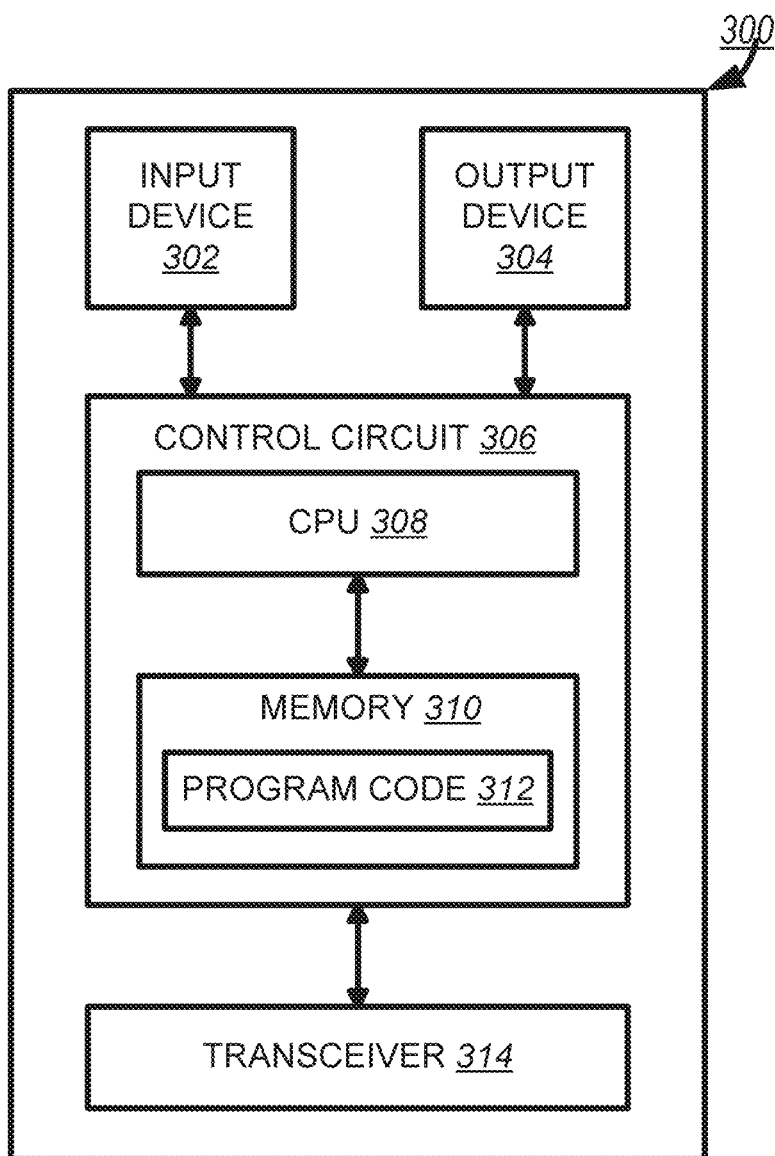 300
INPUT
DEVICE
302
OUTPUT
DEVICE
304
CONTROL CIRCUIT 306
CPU 308
MEMORY 310
PROGRAM CODE 312
TRANSCEIVER 314